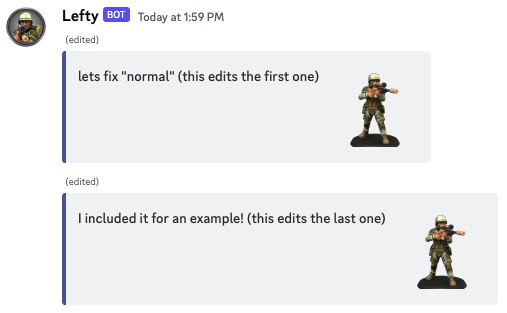 Lefty BOT Today at 1:59 PM
(edited)
lets fix "normal" (this edits the first one)
(edited)
I included it for an example! (this edits the last one)